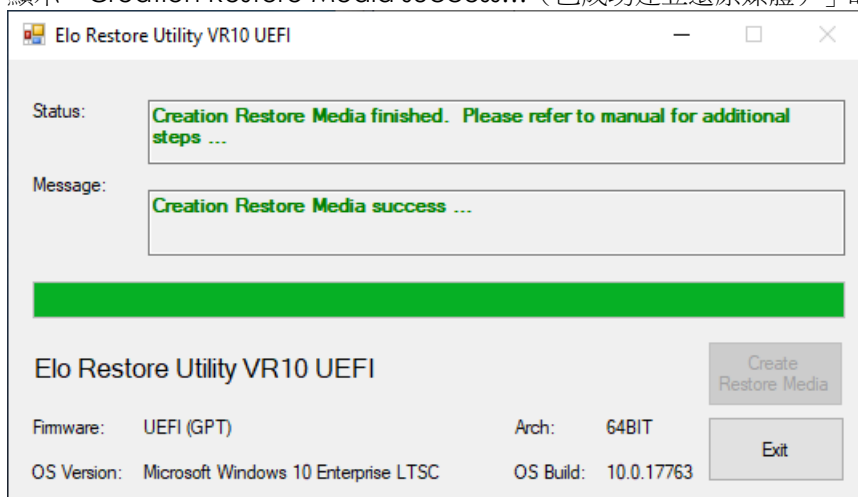 Elo Restore Utility VR10 UEFI
Status:
Creation Restore Media finished. Please refer to manual for additional
steps ...
Message:
Creation Restore Media success ...
Elo Restore Utility VR10 UEFI
Create
Restore Media
Firmware: UEFI (GPT) Arch: 64BIT
Exit
OS Version: Microsoft Windows 10 Enterprise LTSC OS Build: 10.0.17763